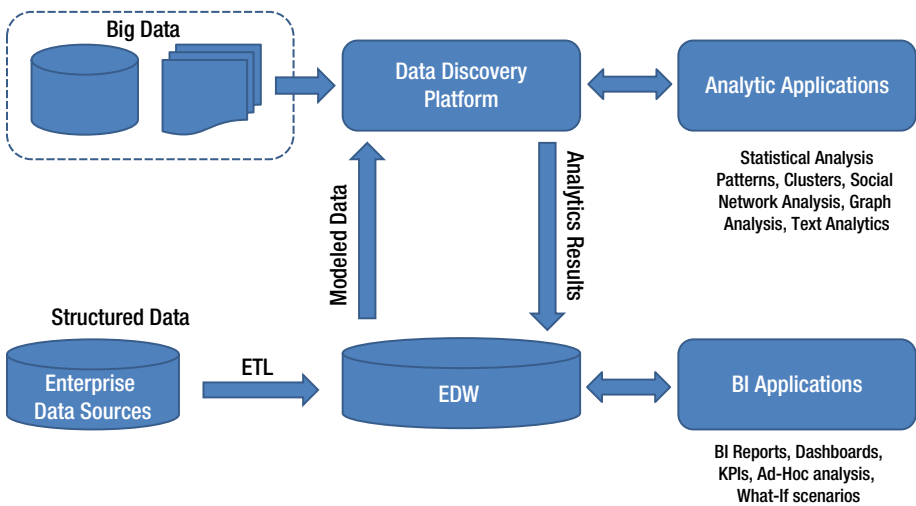 Big Data
Data Discovery
Platform
Analytic Applications
Statistical Analysis
Patterns, Clusters, Social
Network Analysis, Graph
Analysis, Text Analytics
Modeled Data
Analytics Results
Structured Data
Enterprise
Data Sources
ETL
EDW
BI Applications
BI Reports, Dashboards,
KPIs, Ad-Hoc analysis,
What-If scenarios